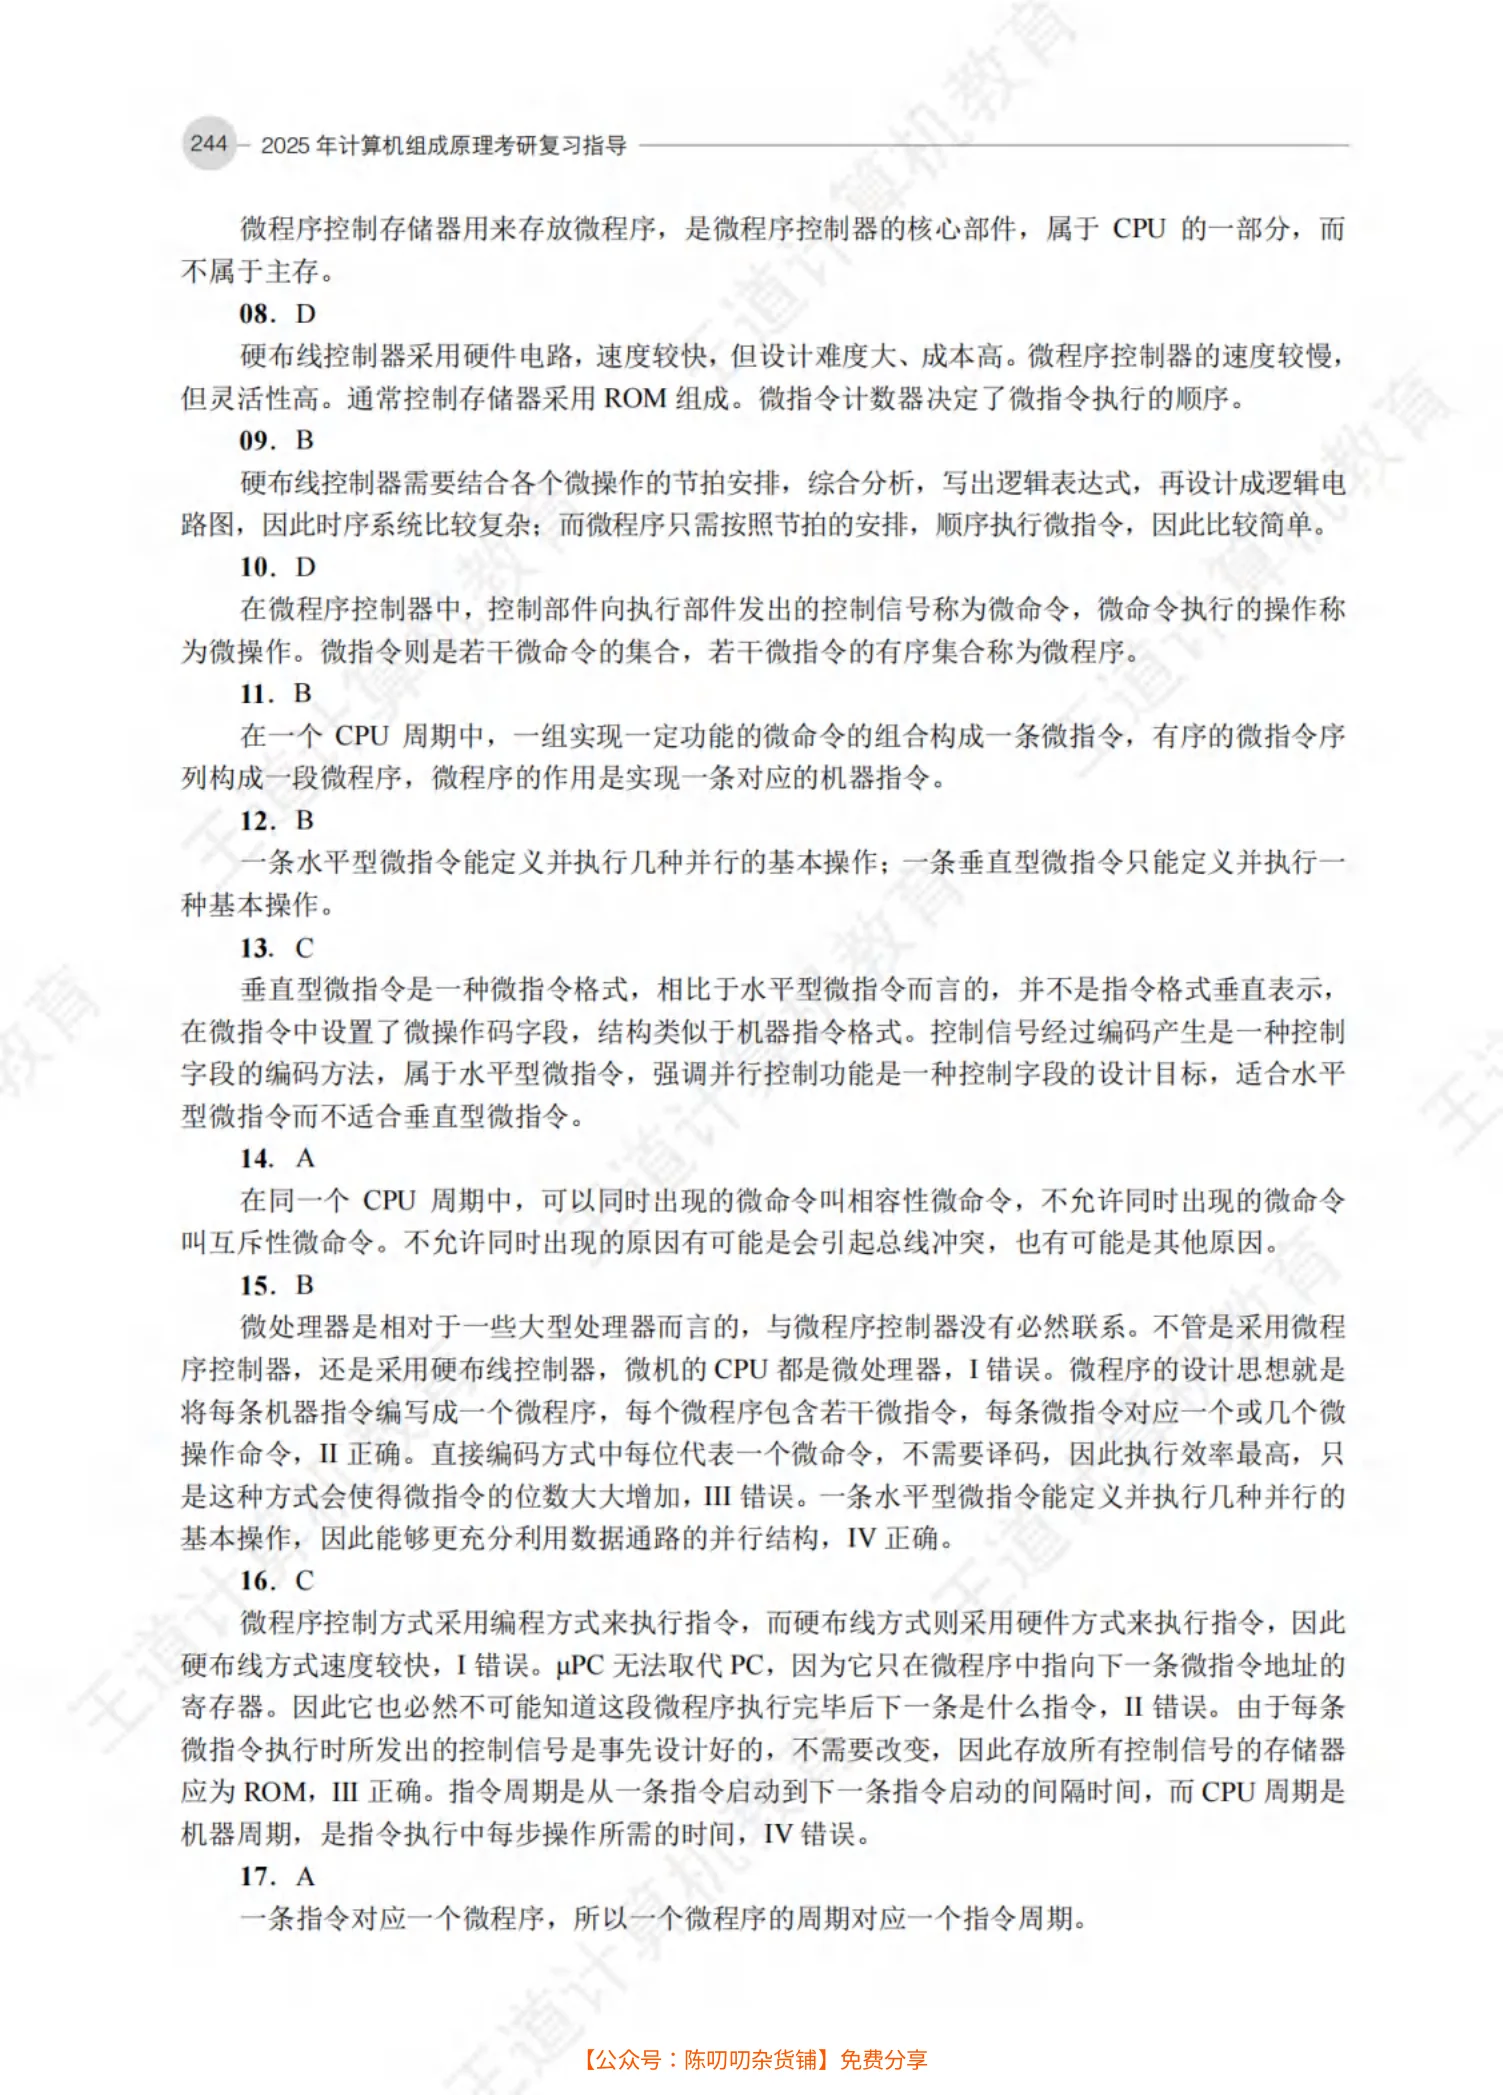 244 2025 年计算机组成原理考研复习指导
微程序控制存储器用来存放微程序，是微程序控制器的核心部件，属于 CPU 的一部分，而
不属于主存。
08. D
硬布线控制器采用硬件电路，速度较快，但设计难度大、成本高。微程序控制器的速度较慢，
但灵活性高。通常控制存储器采用 ROM 组成。微指令计数器决定了微指令执行的顺序。
09. B
硬布线控制器需要结合各个微操作的节拍安排，综合分析，写出逻辑表达式，再设计成逻辑电
路图，因此时序系统比较复杂；而微程序只需按照节拍的安排，顺序执行微指令，因此比较简单。
10. D
在微程序控制器中，控制部件向执行部件发出的控制信号称为微命令，微命令执行的操作称
为微操作。微指令则是若干微命令的集合，若干微指令的有序集合称为微程序。
11. B
在一个 CPU 周期中，一组实现一定功能的微命令的组合构成一条微指令，有序的微指令序
列构成一段微程序，微程序的作用是实现一条对应的机器指令。
12. B
一条水平型微指令能定义并执行几种并行的基本操作；一条垂直型微指令只能定义并执行一
种基本操作。
13. C
垂直型微指令是一种微指令格式，相比于水平型微指令而言的，并不是指令格式垂直表示，
在微指令中设置了微操作码字段，结构类似于机器指令格式。控制信号经过编码产生是一种控制
字段的编码方法，属于水平型微指令，强调并行控制功能是一种控制字段的设计目标，适合水平
型微指令而不适合垂直型微指令。
14. A
在同一个 CPU 周期中，可以同时出现的微命令叫相容性微命令，不允许同时出现的微命令
叫互斥性微命令。不允许同时出现的原因有可能是会引起总线冲突，也有可能是其他原因。
15. B
微处理器是相对于一些大型处理器而言的，与微程序控制器没有必然联系。不管是采用微程
序控制器，还是采用硬布线控制器，微机的 CPU 都是微处理器，I 错误。微程序的设计思想就是
将每条机器指令编写成一个微程序，每个微程序包含若干微指令，每条微指令对应一个或几个微
操作命令，II 正确。直接编码方式中每位代表一个微命令，不需要译码，因此执行效率最高，只
是这种方式会使得微指令的位数大大增加，III 错误。一条水平型微指令能定义并执行几种并行的
基本操作，因此能够更充分利用数据通路的并行结构，IV 正确。
16. C
微程序控制方式采用编程方式来执行指令，而硬布线方式则采用硬件方式来执行指令，因此
硬布线方式速度较快，I 错误。μPC 无法取代 PC，因为它只在微程序中指向下一条微指令地址的
寄存器。因此它也必然不可能知道这段微程序执行完毕后下一条是什么指令，II 错误。由于每条
微指令执行时所发出的控制信号是事先设计好的，不需要改变，因此存放所有控制信号的存储器
应为 ROM，III 正确。指令周期是从一条指令启动到下一条指令启动的间隔时间，而 CPU 周期是
机器周期，是指令执行中每步操作所需的时间，IV 错误。
17. A
一条指令对应一个微程序，所以一个微程序的周期对应一个指令周期。
【公众号：陈叨叨杂货铺】免费分享
王道计算机教育
王道计算机教育
王道计算机教育
王道计算机教育
王道计算机教育
王道计算机教育
王道计算机教育